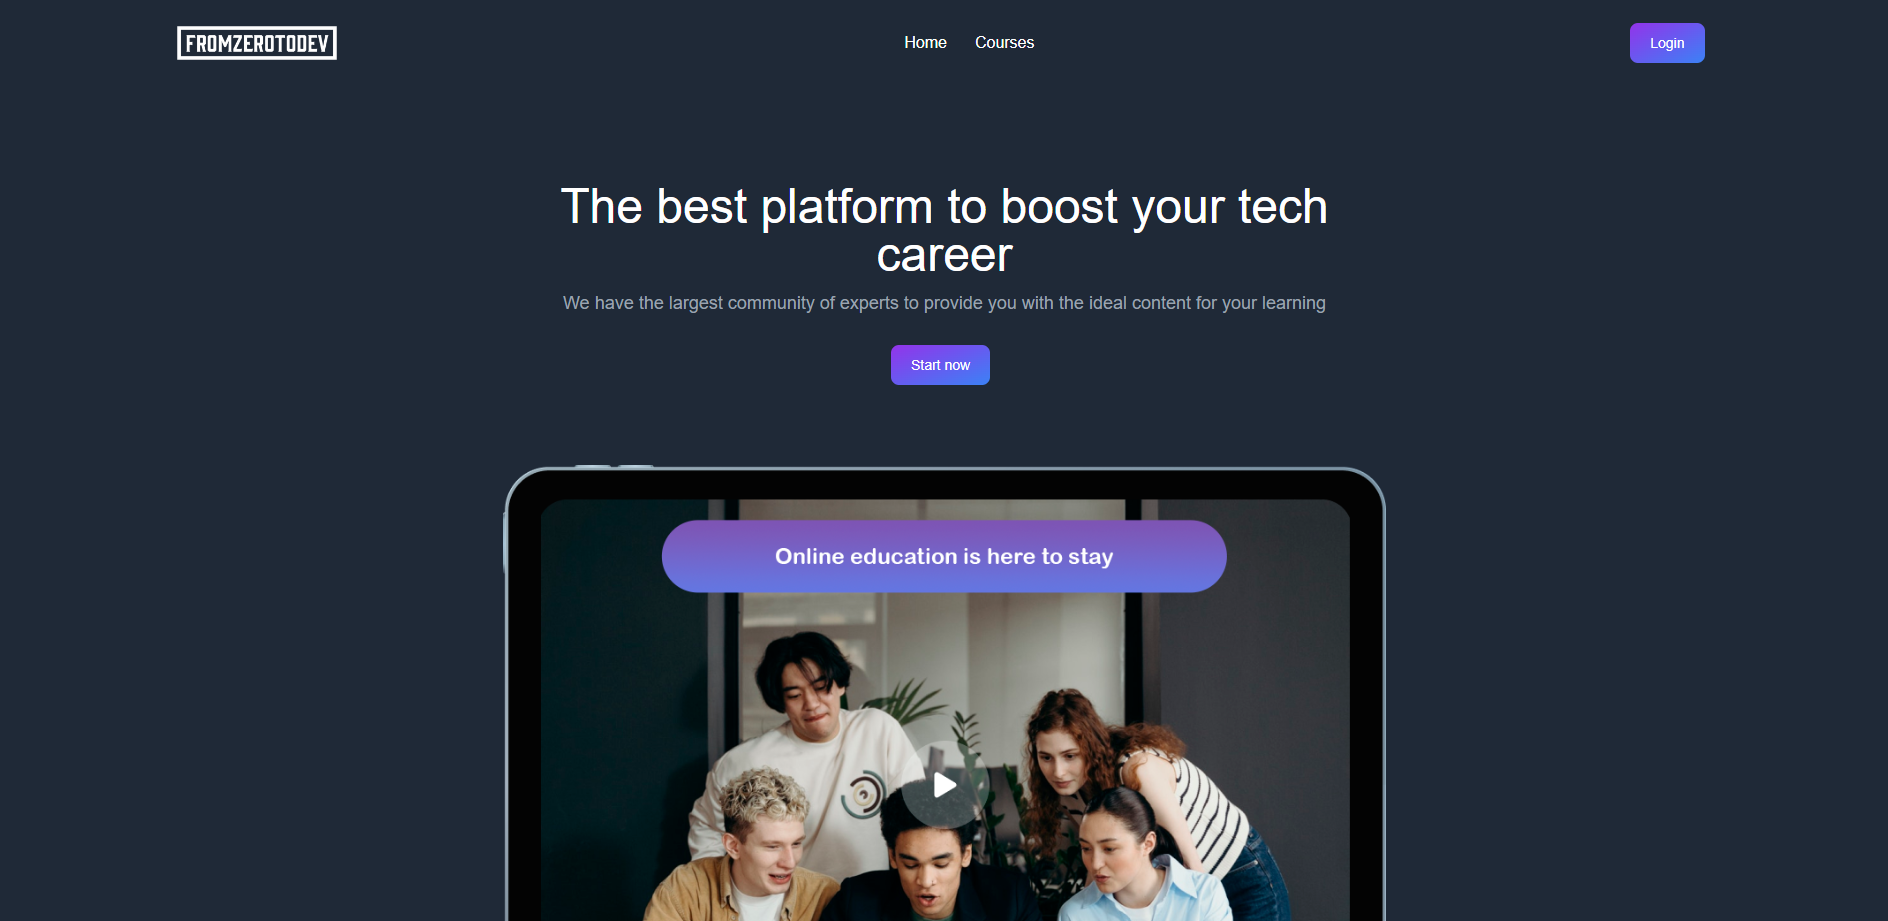 FROMZEROTODEV
Home
Courses
Login
The best platform to boost your tech
career
We have the largest community of experts to provide you with the ideal content for your learning
Start now
Online education is here to stay